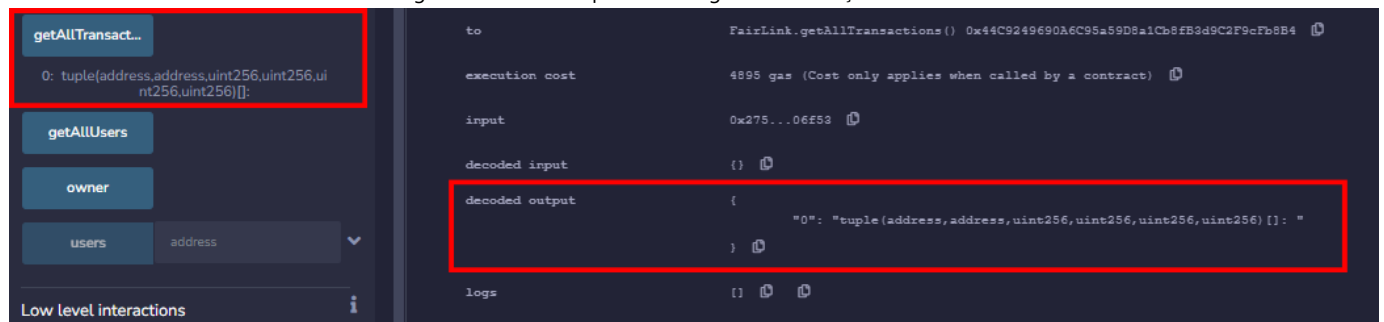 getAllTransact...
0: tuple(address,address,uint256,uint256,ui
nt256,uint256)[]:
getAllUsers
owner
users address
Low level interactions i
to FairLink.getAllTransactions() 0x44C9249690A6C95a59D8a1Cb8fB3d9C2F9cFb8B4
execution cost 4895 gas (Cost only applies when called by a contract)
input 0x275...06f53
decoded input {}
decoded output {
"0": "tuple(address,address,uint256,uint256,uint256,uint256)[]: "
}
logs []